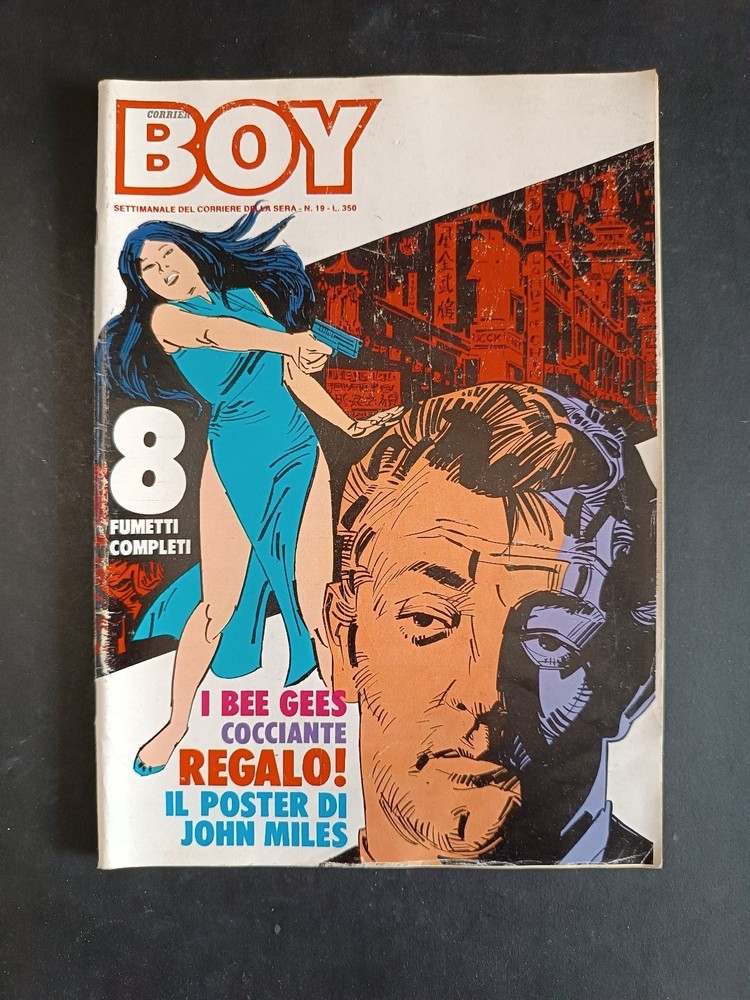 CORRIER
BOY
SETTIMANALE DEL CORRIERE DELLA SERA - N. 19 - L. 350
8
FUMETTI
COMPLETI
I BEE GEES
COCCIANTE
REGALO!
IL POSTER DI
JOHN MILES